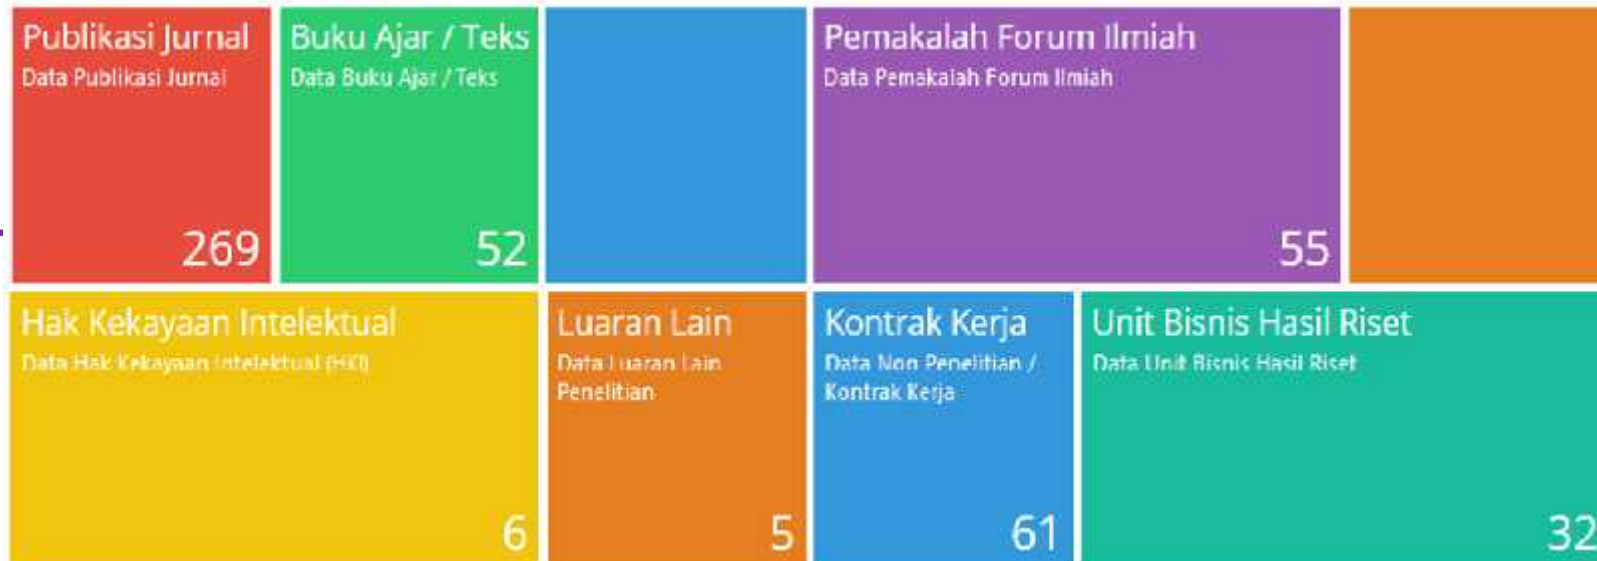 Publikasi Jurnal
Data Publikasi Jurnal
269
Buku Ajar / Teks
Data Buku Ajar / Teks
52
Pemakalah Forum Ilmiah
Data Pemakalah Forum Ilmiah
55
Hak Kekayaan Intelektual
Data Hak Kekayaan Intelektual (HKI)
6
Luaran Lain
Data Luaran Lain
Penelitian
5
Kontrak Kerja
Data Non Penelitian /
Kontrak Kerja
61
Unit Bisnis Hasil Riset
Data Unit Bisnis Hasil Riset
32